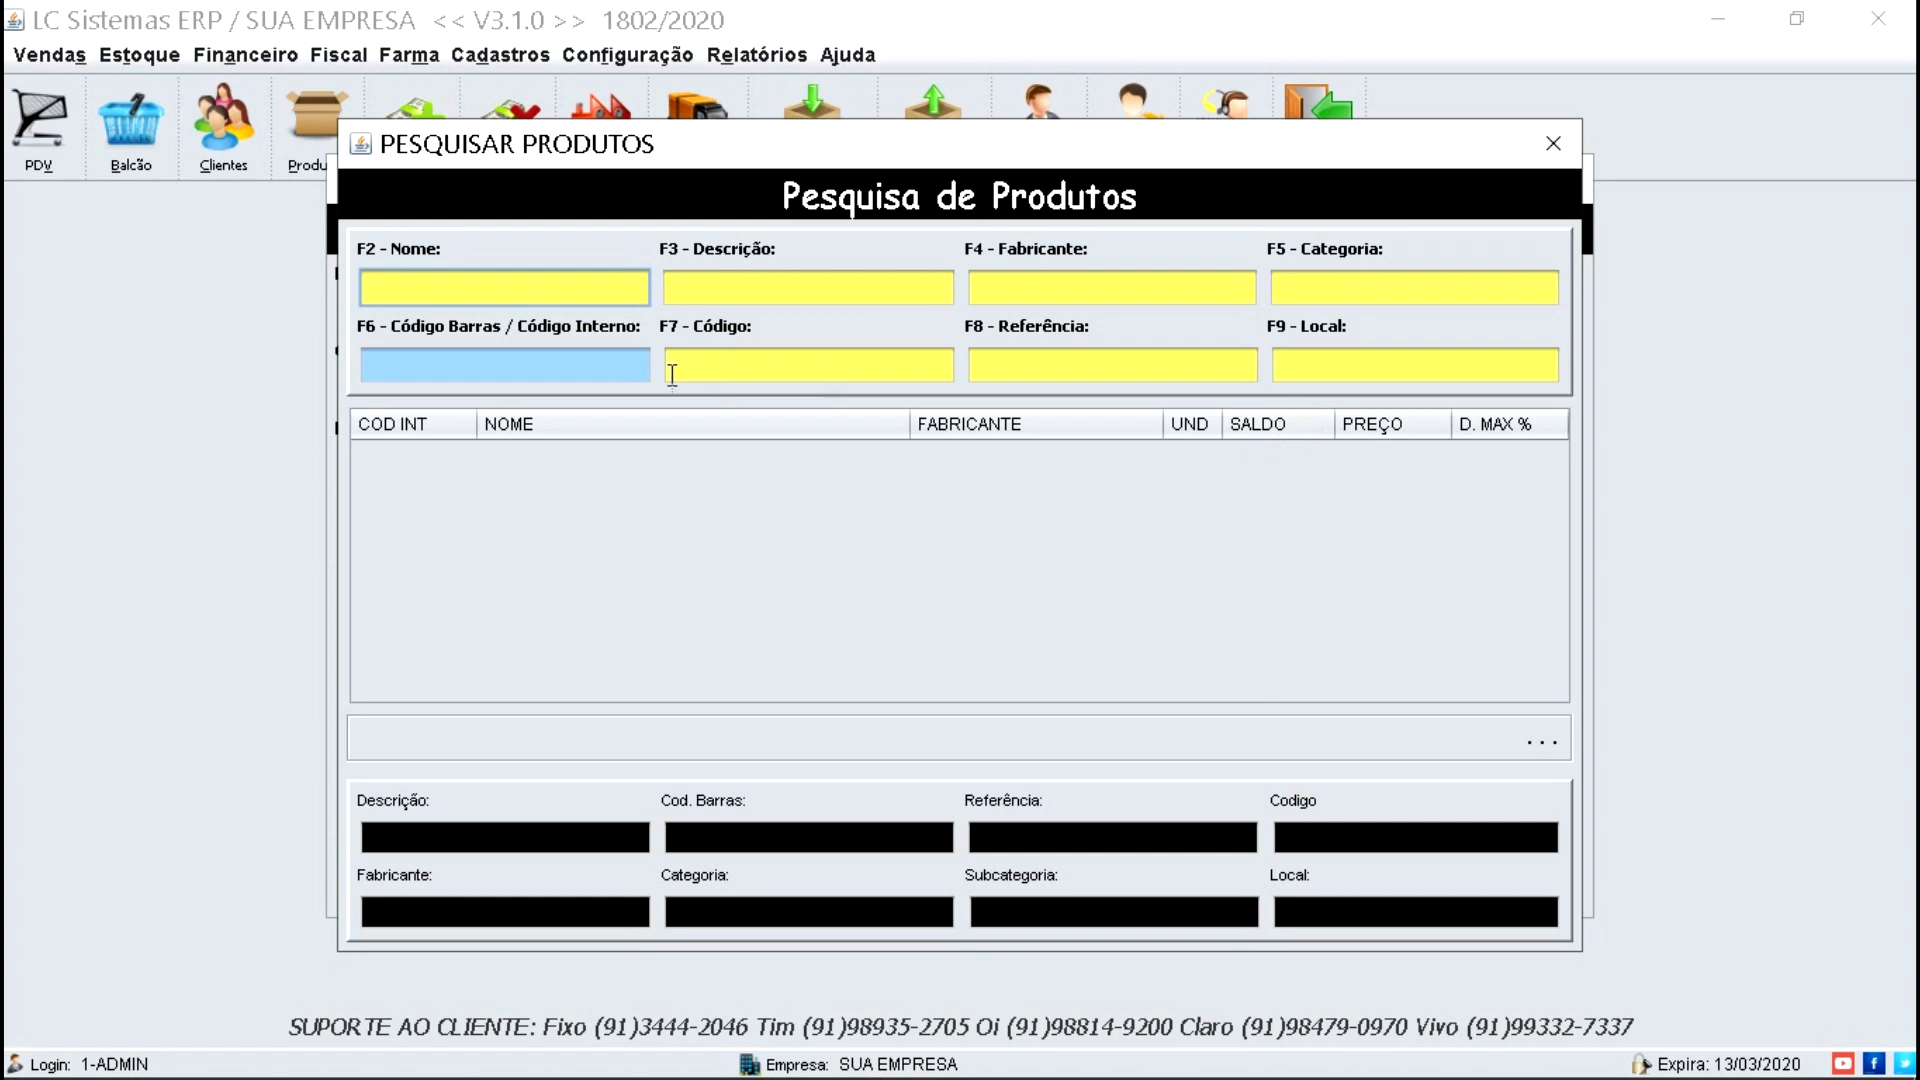 LC Sistemas ERP / SUA EMPRESA << V3.1.0 >> 1802/2020
Vendas Estoque Financeiro Fiscal Farma Cadastros Configuração Relatórios Ajuda
PDV Balcão Clientes Produ
PESQUISAR PRODUTOS
Pesquisa de Produtos
F2 - Nome: F3 - Descrição: F4 - Fabricante: F5 - Categoria:
F6 - Código Barras / Código Interno: F7 - Código: F8 - Referência: F9 - Local:
COD INT NOME FABRICANTE UND SALDO PREÇO D. MAX %
...
Descrição: Cod. Barras: Referência: Codigo
Fabricante: Categoria: Subcategoria: Local:
SUPORTE AO CLIENTE: Fixo (91)3444-2046 Tim (91)98935-2705 Oi (91)98814-9200 Claro (91)98479-0970 Vivo (91)99332-7337
Login: 1-ADMIN Empresa: SUA EMPRESA Expira: 13/03/2020